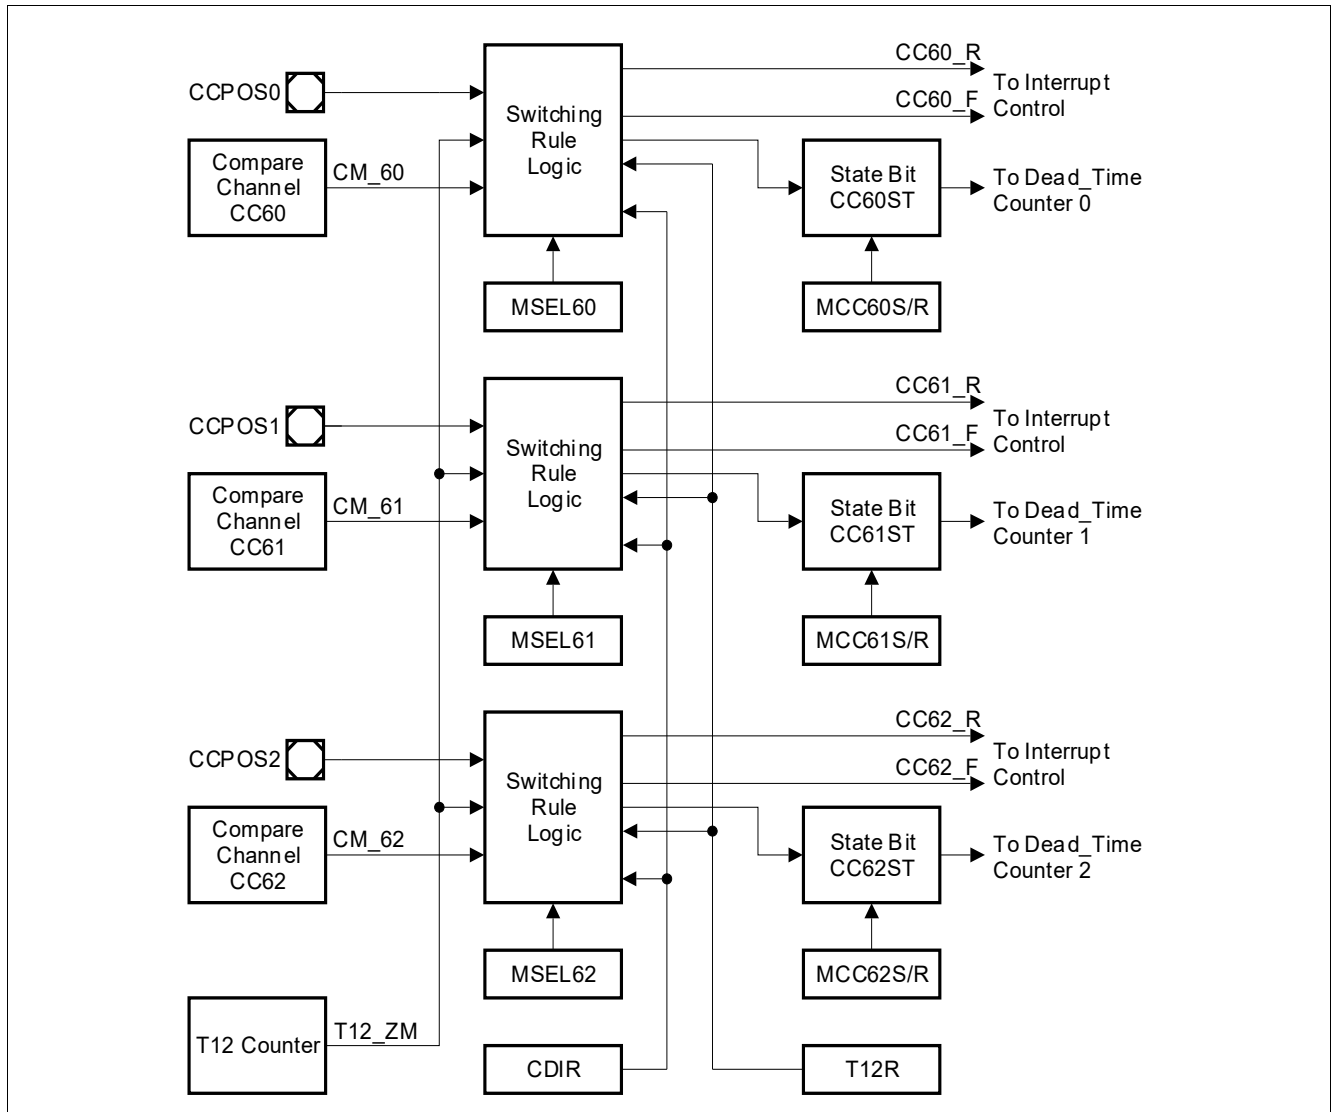 CC60_R
CCPOS0
To Interrupt
Control
CC60_F
Switching
Rule
Logic
Compare
Channel
CC60
CM_60
State Bit
CC60ST
To Dead_Time
Counter 0
MSEL60
MCC60S/R
CC61_R
CCPOS1
To Interrupt
Control
CC61_F
Switching
Rule
Logic
Compare
Channel
CC61
CM_61
State Bit
CC61ST
To Dead_Time
Counter 1
MSEL61
MCC61S/R
CC62_R
CCPOS2
To Interrupt
Control
CC62_F
Switching
Rule
Logic
Compare
Channel
CC62
CM_62
State Bit
CC62ST
To Dead_Time
Counter 2
MSEL62
MCC62S/R
T12 Counter
T12_ZM
CDIR
T12R